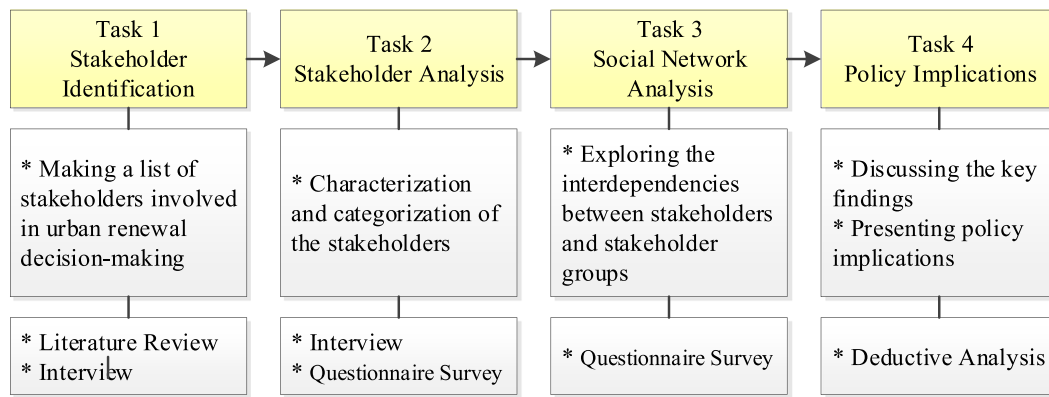 Task 1
Stakeholder
Identification
Task 2
Stakeholder Analysis
Task 3
Social Network
Analysis
Task 4
Policy Implications
* Making a list of
stakeholders involved
in urban renewal
decision-making
* Characterization
and categorization of
the stakeholders
* Exploring the
interdependencies
between stakeholders
and stakeholder
groups
* Discussing the key
findings
* Presenting policy
implications
* Literature Review
* Interview
* Interview
* Questionnaire Survey
* Questionnaire Survey
* Deductive Analysis